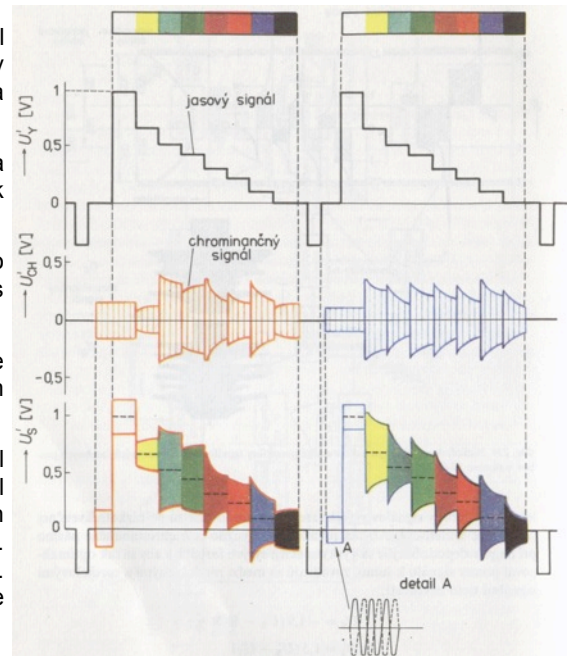 1
U'Y [V]
jasový signál
0,5
0
0,5
U'CH [V]
chrominančný
signál
0
-0,5
1
U'S [V]
0,5
0
A
detail A